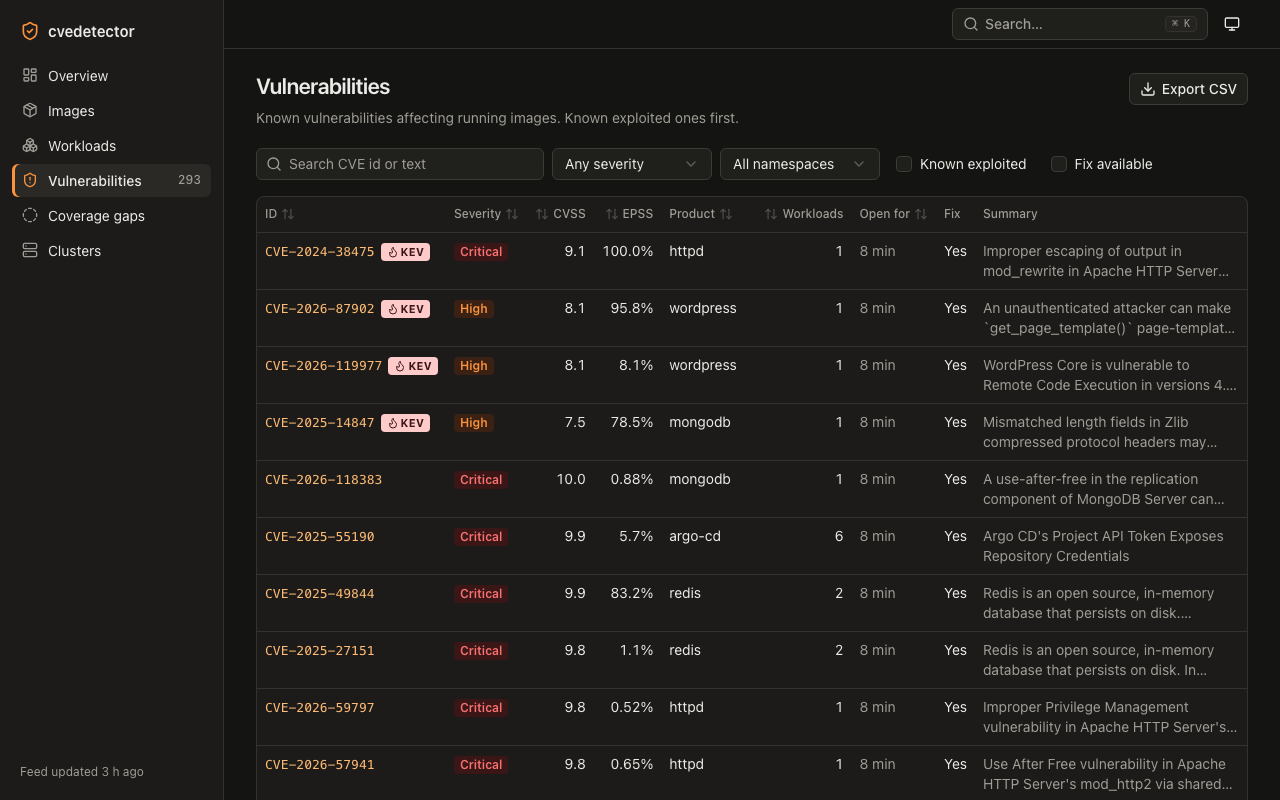 cvedetector
Search... ⌘ K
Overview
Images
Workloads
Vulnerabilities 293
Coverage gaps
Clusters
Feed updated 3 h ago
Vulnerabilities
Export CSV
Known vulnerabilities affecting running images. Known exploited ones first.
Search CVE id or text Any severity All namespaces Known exploited Fix available
ID Severity CVSS EPSS Product Workloads Open for Fix Summary
CVE-2024-38475 KEV Critical 9.1 100.0% httpd 1 8 min Yes Improper escaping of output in
mod_rewrite in Apache HTTP Server...
CVE-2026-87902 KEV High 8.1 95.8% wordpress 1 8 min Yes An unauthenticated attacker can make
`get_page_template()` page-templat...
CVE-2026-119977 KEV High 8.1 8.1% wordpress 1 8 min Yes WordPress Core is vulnerable to
Remote Code Execution in versions 4....
CVE-2025-14847 KEV High 7.5 78.5% mongodb 1 8 min Yes Mismatched length fields in Zlib
compressed protocol headers may...
CVE-2026-118383 Critical 10.0 0.88% mongodb 1 8 min Yes A use-after-free in the replication
component of MongoDB Server can...
CVE-2025-55190 Critical 9.9 5.7% argo-cd 6 8 min Yes Argo CD's Project API Token Exposes
Repository Credentials
CVE-2025-49844 Critical 9.9 83.2% redis 2 8 min Yes Redis is an open source, in-memory
database that persists on disk....
CVE-2025-27151 Critical 9.8 1.1% redis 2 8 min Yes Redis is an open source, in-memory
database that persists on disk. In...
CVE-2026-59797 Critical 9.8 0.52% httpd 1 8 min Yes Improper Privilege Management
vulnerability in Apache HTTP Server's...
CVE-2026-57941 Critical 9.8 0.65% httpd 1 8 min Yes Use After Free vulnerability in Apache
HTTP Server's mod_http2 via shared...